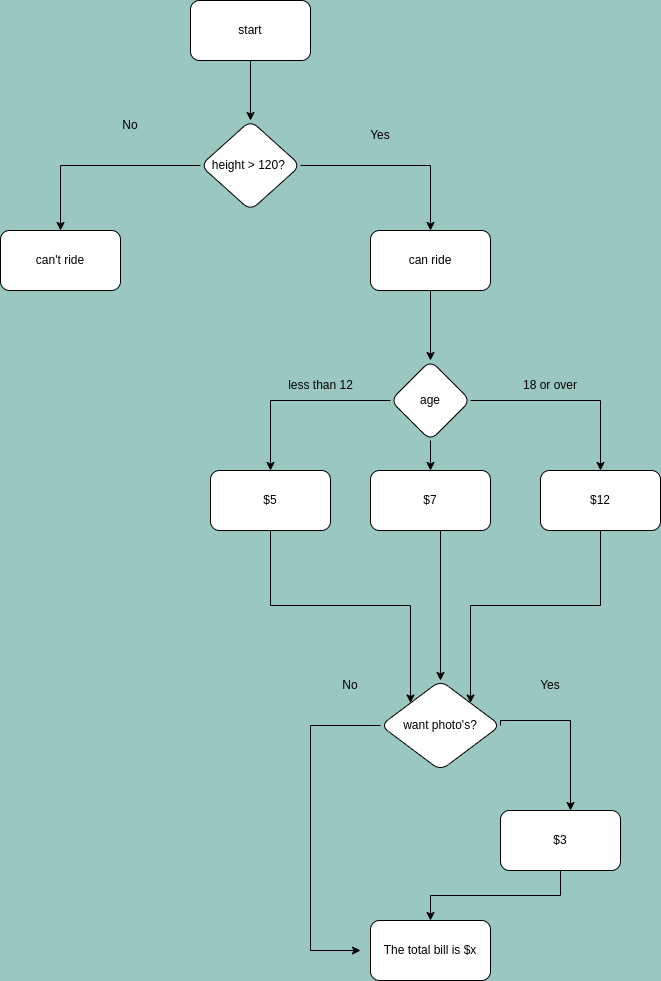 start
No
Yes
height > 120?
can't ride
can ride
less than 12
18 or over
age
$5
$7
$12
No
Yes
want photo's?
$3
The total bill is $x